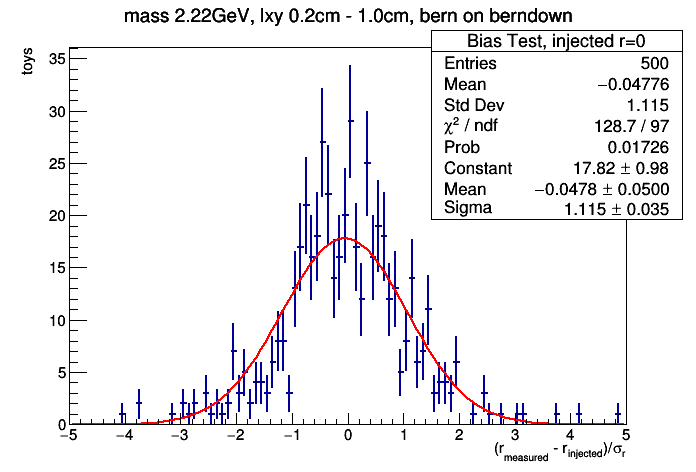 mass 2.22GeV, lxy 0.2cm - 1.0cm, bern on berndown
Bias Test, injected r=0
Entries 500
Mean −0.04776
Std Dev 1.115
χ² / ndf 128.7 / 97
Prob 0.01726
Constant 17.82 ± 0.98
Mean −0.0478 ± 0.0500
Sigma 1.115 ± 0.035
toys
35
30
25
20
15
10
5
0
−5 −4 −3 −2 −1 0 1 2 3 4 5
(r_measured - r_injected)/σ_r